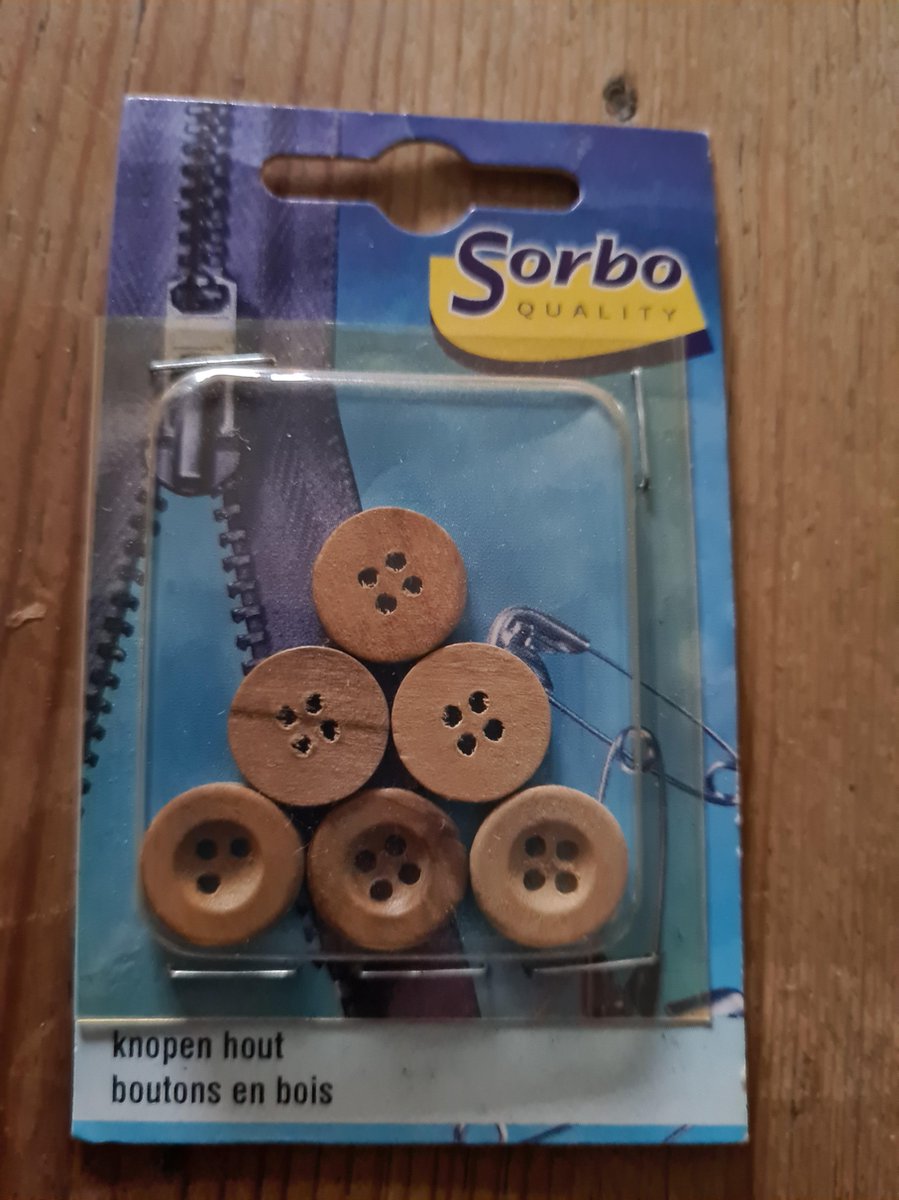 Sorbo
QUALITY
knopen hout
boutons en bois